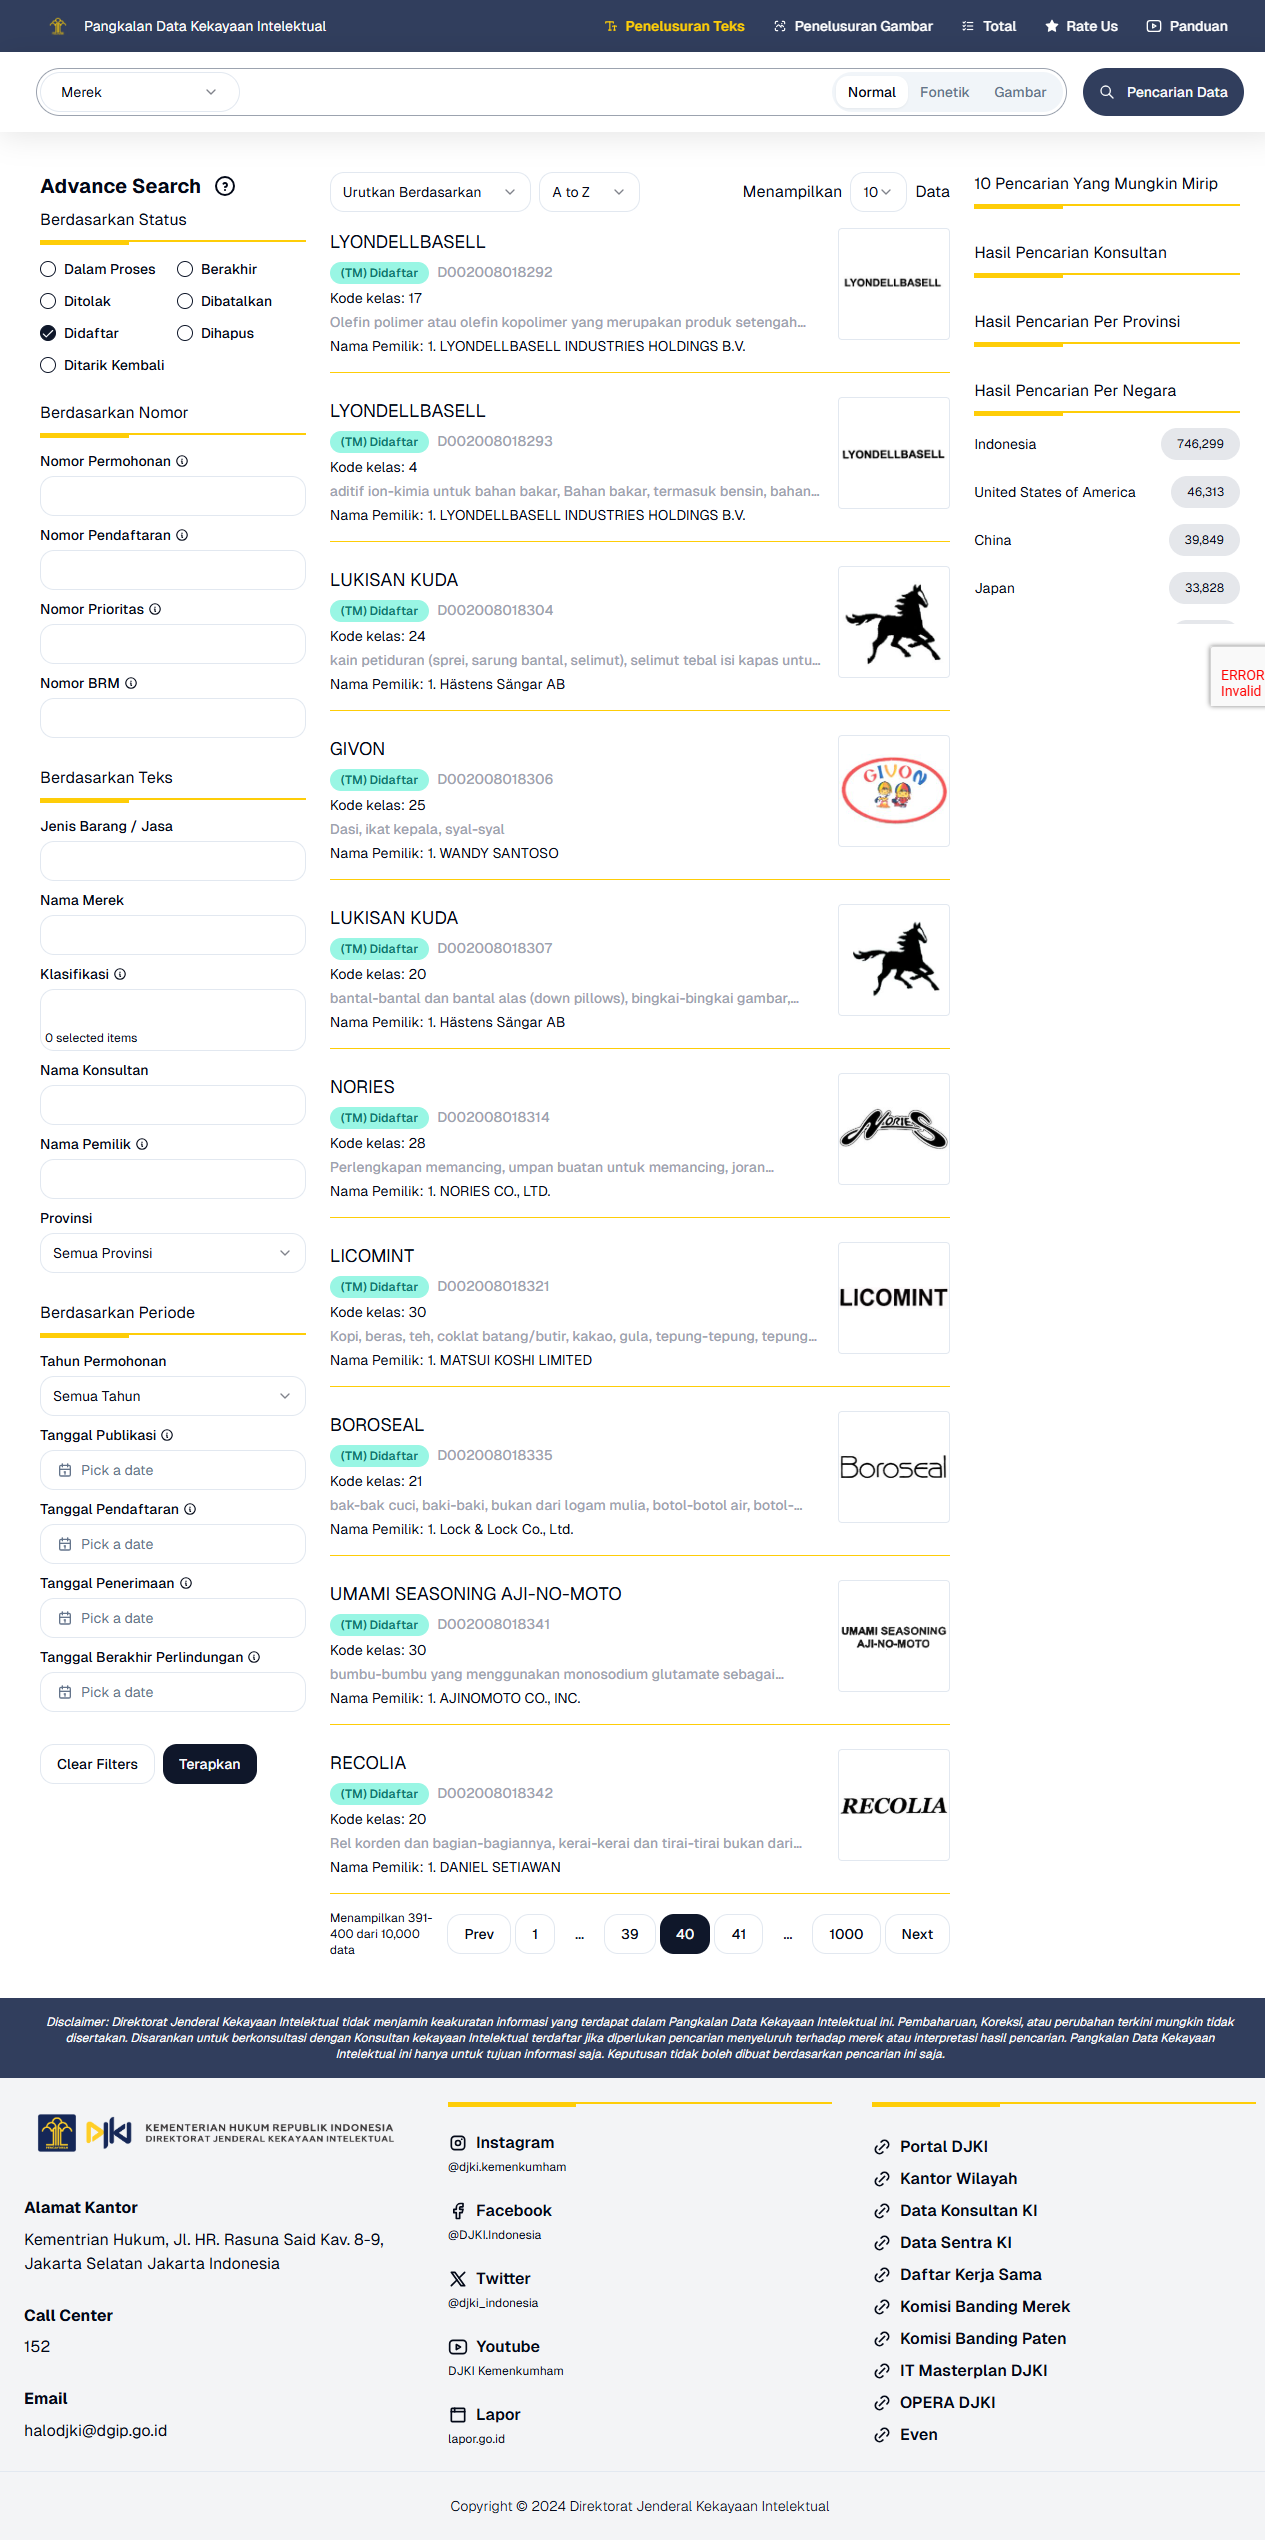 Pangkalan Data Kekayaan Intelektual
Penelusuran Teks
Penelusuran Gambar
Total
Rate Us
Panduan
Merek
Normal
Fonetik
Gambar
Pencarian Data
Advance Search
Berdasarkan Status
Dalam Proses
Berakhir
Ditolak
Dibatalkan
Didaftar
Dihapus
Ditarik Kembali
Berdasarkan Nomor
Nomor Permohonan
Nomor Pendaftaran
Nomor Prioritas
Nomor BRM
Berdasarkan Teks
Jenis Barang / Jasa
Nama Merek
Klasifikasi
0 selected items
Nama Konsultan
Nama Pemilik
Provinsi
Semua Provinsi
Berdasarkan Periode
Tahun Permohonan
Semua Tahun
Tanggal Publikasi
Pick a date
Tanggal Pendaftaran
Pick a date
Tanggal Penerimaan
Pick a date
Tanggal Berakhir Perlindungan
Pick a date
Clear Filters
Terapkan
Urutkan Berdasarkan
A to Z
Menampilkan 10 Data
LYONDELLBASELL
(TM) Didaftar D002008018292
Kode kelas: 17
Olefin polimer atau olefin kopolimer yang merupakan produk setengah...
Nama Pemilik: 1. LYONDELLBASELL INDUSTRIES HOLDINGS B.V.
LYONDELLBASELL
LYONDELLBASELL
(TM) Didaftar D002008018293
Kode kelas: 4
aditif ion-kimia untuk bahan bakar, Bahan bakar, termasuk bensin, bahan...
Nama Pemilik: 1. LYONDELLBASELL INDUSTRIES HOLDINGS B.V.
LYONDELLBASELL
LUKISAN KUDA
(TM) Didaftar D002008018304
Kode kelas: 24
kain petiduran (sprei, sarung bantal, selimut), selimut tebal isi kapas untu...
Nama Pemilik: 1. Hästens Sängar AB
GIVON
(TM) Didaftar D002008018306
Kode kelas: 25
Dasi, ikat kepala, syal-syal
Nama Pemilik: 1. WANDY SANTOSO
GIVON
LUKISAN KUDA
(TM) Didaftar D002008018307
Kode kelas: 20
bantal-bantal dan bantal alas (down pillows), bingkai-bingkai gambar,...
Nama Pemilik: 1. Hästens Sängar AB
NORIES
(TM) Didaftar D002008018314
Kode kelas: 28
Perlengkapan memancing, umpan buatan untuk memancing, joran...
Nama Pemilik: 1. NORIES CO., LTD.
NORIES
LICOMINT
(TM) Didaftar D002008018321
Kode kelas: 30
Kopi, beras, teh, coklat batang/butir, kakao, gula, tepung-tepung, tepung...
Nama Pemilik: 1. MATSUI KOSHI LIMITED
LICOMINT
BOROSEAL
(TM) Didaftar D002008018335
Kode kelas: 21
bak-bak cuci, baki-baki, bukan dari logam mulia, botol-botol air, botol-...
Nama Pemilik: 1. Lock & Lock Co., Ltd.
Boroseal
UMAMI SEASONING AJI-NO-MOTO
(TM) Didaftar D002008018341
Kode kelas: 30
bumbu-bumbu yang menggunakan monosodium glutamate sebagai...
Nama Pemilik: 1. AJINOMOTO CO., INC.
UMAMI SEASONING
AJI-NO-MOTO
RECOLIA
(TM) Didaftar D002008018342
Kode kelas: 20
Rel korden dan bagian-bagiannya, kerai-kerai dan tirai-tirai bukan dari...
Nama Pemilik: 1. DANIEL SETIAWAN
RECOLIA
Menampilkan 391-
400 dari 10,000
data
Prev 1 ... 39 40 41 ... 1000 Next
10 Pencarian Yang Mungkin Mirip
Hasil Pencarian Konsultan
Hasil Pencarian Per Provinsi
Hasil Pencarian Per Negara
Indonesia 746,299
United States of America 46,313
China 39,849
Japan 33,828
ERROR
Invalid
Disclaimer: Direktorat Jenderal Kekayaan Intelektual tidak menjamin keakuratan informasi yang terdapat dalam Pangkalan Data Kekayaan Intelektual ini. Pembaharuan, Koreksi, atau perubahan terkini mungkin tidak
disertakan. Disarankan untuk berkonsultasi dengan Konsultan kekayaan Intelektual terdaftar jika diperlukan pencarian menyeluruh terhadap merek atau interpretasi hasil pencarian. Pangkalan Data Kekayaan
Intelektual ini hanya untuk tujuan informasi saja. Keputusan tidak boleh dibuat berdasarkan pencarian ini saja.
DJKI
KEMENTERIAN HUKUM REPUBLIK INDONESIA
DIREKTORAT JENDERAL KEKAYAAN INTELEKTUAL
Alamat Kantor
Kementrian Hukum, Jl. HR. Rasuna Said Kav. 8-9,
Jakarta Selatan Jakarta Indonesia
Call Center
152
Email
halodjki@dgip.go.id
Instagram
@djki.kemenkumham
Facebook
@DJKI.Indonesia
Twitter
@djki_indonesia
Youtube
DJKI Kemenkumham
Lapor
lapor.go.id
Portal DJKI
Kantor Wilayah
Data Konsultan KI
Data Sentra KI
Daftar Kerja Sama
Komisi Banding Merek
Komisi Banding Paten
IT Masterplan DJKI
OPERA DJKI
Even
Copyright © 2024 Direktorat Jenderal Kekayaan Intelektual